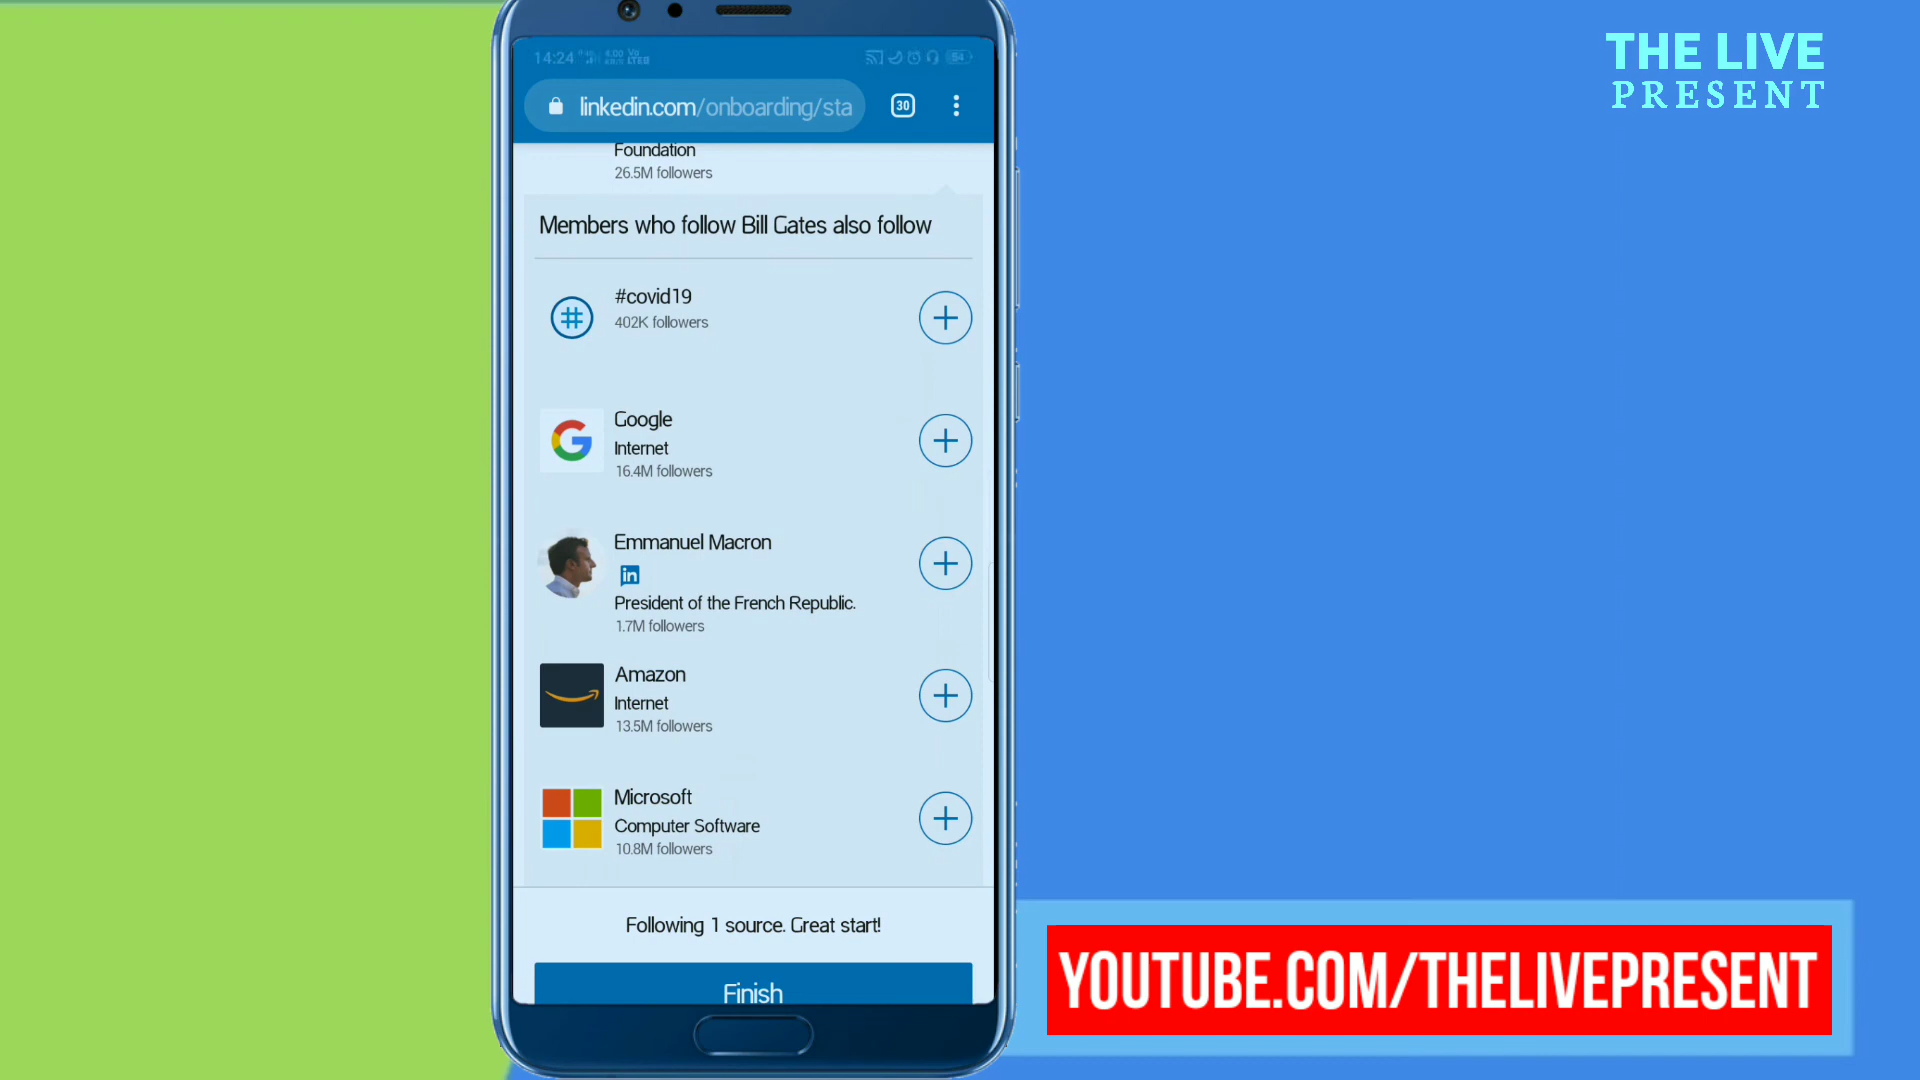 THE LIVE
PRESENT
14:24
54
linkedin.com/onboarding/sta
30
Foundation
26.5M followers
Members who follow Bill Gates also follow
#covid19
402K followers
Google
Internet
16.4M followers
Emmanuel Macron
in
President of the French Republic.
1.7M followers
Amazon
Internet
13.5M followers
Microsoft
Computer Software
10.8M followers
Following 1 source. Great start!
Finish
YOUTUBE.COM/THELIVEPRESENT